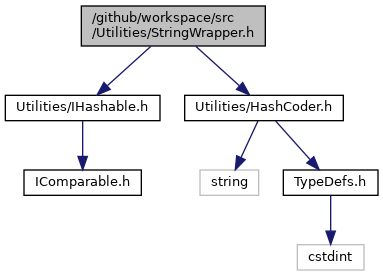 /github/workspace/src
/Utilities/StringWrapper.h
Utilities/IHashable.h
Utilities/HashCoder.h
IComparable.h
string
TypeDefs.h
cstdint